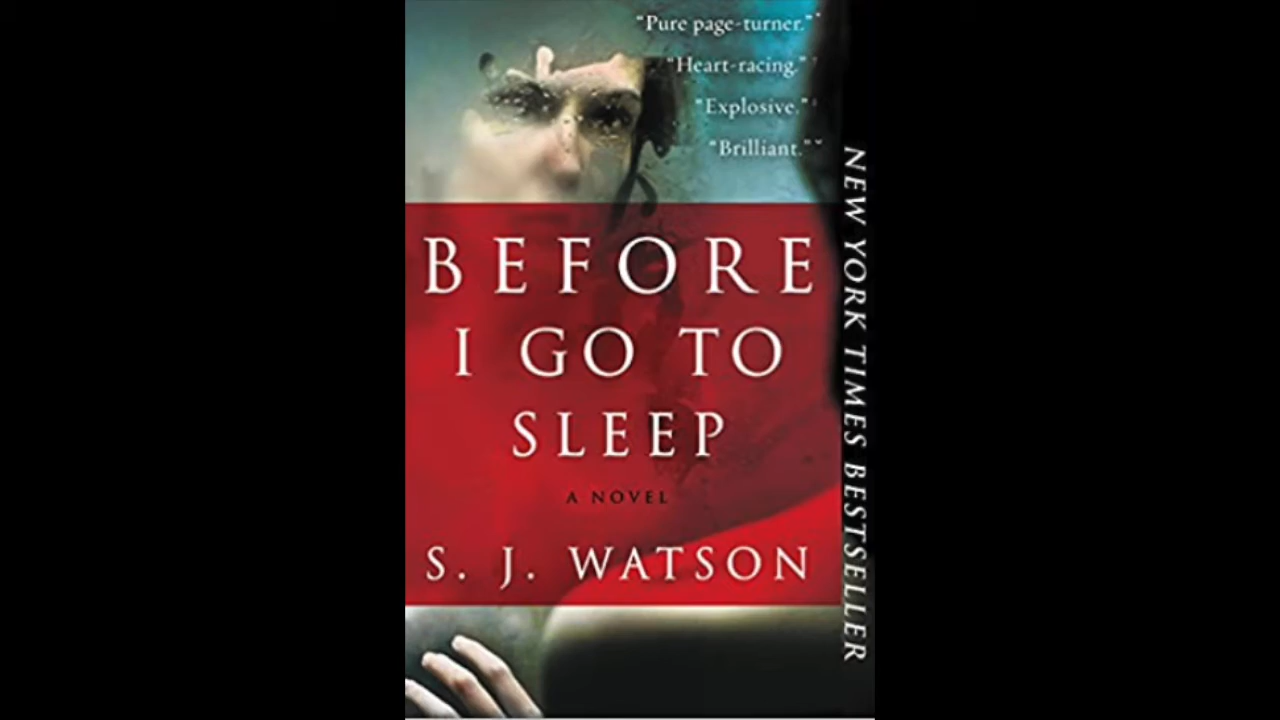 "Pure page-turner."*
"Heart-racing."†
"Explosive."‡
"Brilliant."**
BEFORE
I GO TO
SLEEP
A NOVEL
S. J. WATSON
NEW YORK TIMES BESTSELLER